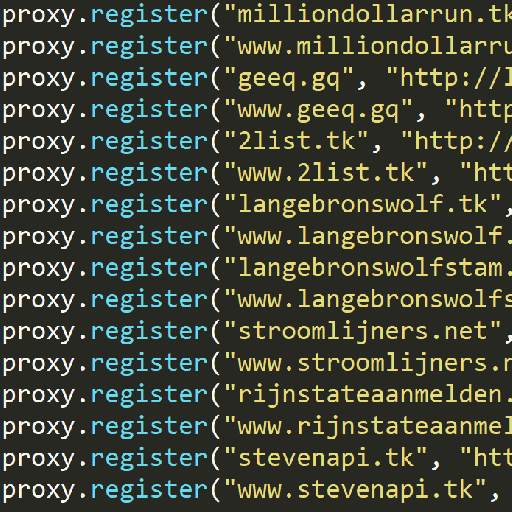 proxy.register("milliondollarrun.tk
proxy.register("www.milliondollarru
proxy.register("geeq.gq", "http://l
proxy.register("www.geeq.gq", "http
proxy.register("2list.tk", "http://
proxy.register("www.2list.tk", "htt
proxy.register("langebronswolf.tk",
proxy.register("www.langebronswolf.
proxy.register("langebronswolfstam.
proxy.register("www.langebronswolfs
proxy.register("stroomlijners.net",
proxy.register("www.stroomlijners.n
proxy.register("rijnstateaanmelden.
proxy.register("www.rijnstateaanmel
proxy.register("stevenapi.tk", "htt
proxy.register("www.stevenapi.tk",